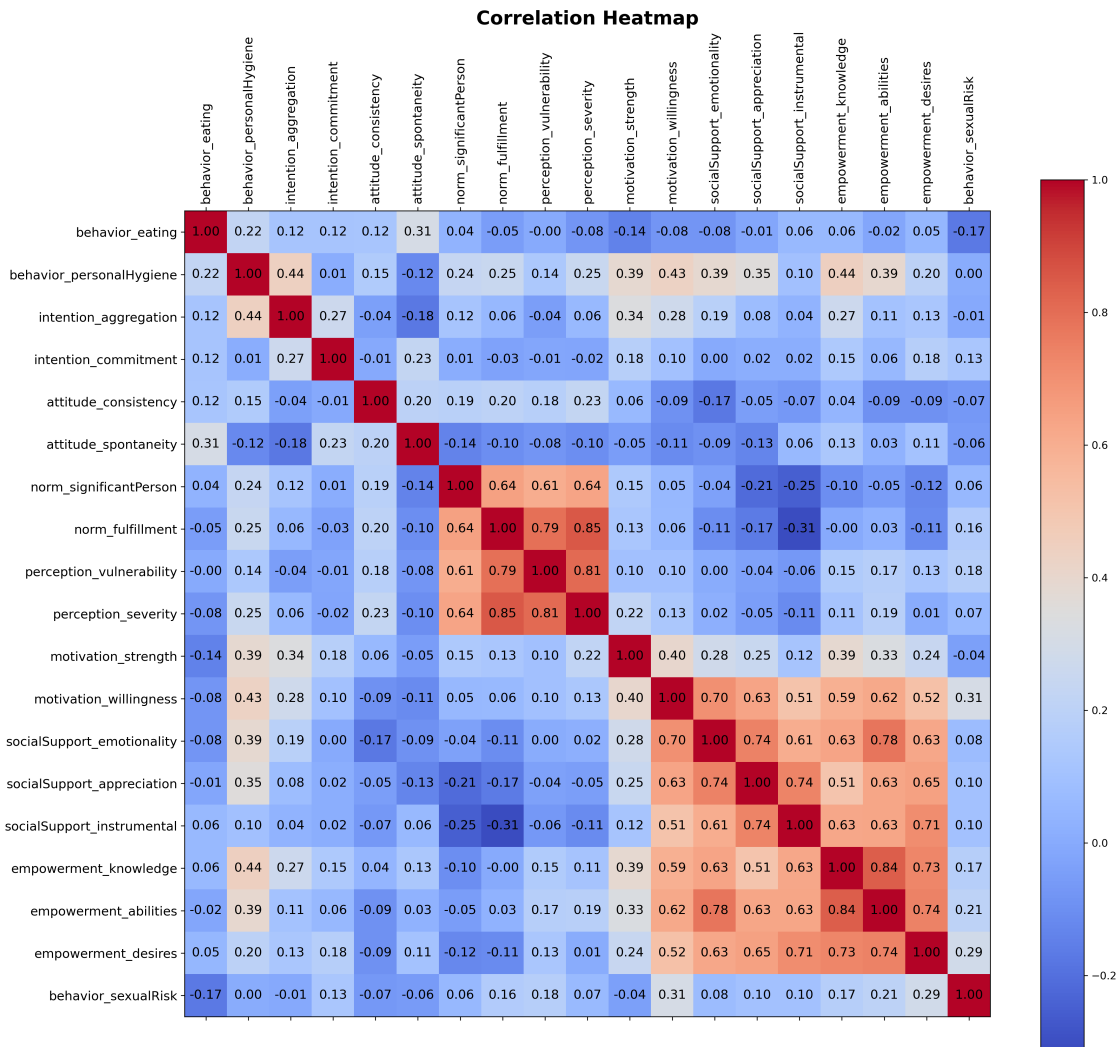 Correlation Heatmap
behavior_eating behavior_personalHygiene intention_aggregation intention_commitment attitude_consistency attitude_spontaneity norm_significantPerson norm_fulfillment perception_vulnerability perception_severity motivation_strength motivation_willingness socialSupport_emotionality socialSupport_appreciation socialSupport_instrumental empowerment_knowledge empowerment_abilities empowerment_desires behavior_sexualRisk
behavior_eating 1.00 0.22 0.12 0.12 0.12 0.31 0.04 -0.05 -0.00 -0.08 -0.14 -0.08 -0.08 -0.01 0.06 0.06 -0.02 0.05 -0.17
behavior_personalHygiene 0.22 1.00 0.44 0.01 0.15 -0.12 0.24 0.25 0.14 0.25 0.39 0.43 0.39 0.35 0.10 0.44 0.39 0.20 0.00
intention_aggregation 0.12 0.44 1.00 0.27 -0.04 -0.18 0.12 0.06 -0.04 0.06 0.34 0.28 0.19 0.08 0.04 0.27 0.11 0.13 -0.01
intention_commitment 0.12 0.01 0.27 1.00 -0.01 0.23 0.01 -0.03 -0.01 -0.02 0.18 0.10 0.00 0.02 0.02 0.15 0.06 0.18 0.13
attitude_consistency 0.12 0.15 -0.04 -0.01 1.00 0.20 0.19 0.20 0.18 0.23 0.06 -0.09 -0.17 -0.05 -0.07 0.04 -0.09 -0.09 -0.07
attitude_spontaneity 0.31 -0.12 -0.18 0.23 0.20 1.00 -0.14 -0.10 -0.08 -0.10 -0.05 -0.11 -0.09 -0.13 0.06 0.13 0.03 0.11 -0.06
norm_significantPerson 0.04 0.24 0.12 0.01 0.19 -0.14 1.00 0.64 0.61 0.64 0.15 0.05 -0.04 -0.21 -0.25 -0.10 -0.05 -0.12 0.06
norm_fulfillment -0.05 0.25 0.06 -0.03 0.20 -0.10 0.64 1.00 0.79 0.85 0.13 0.06 -0.11 -0.17 -0.31 -0.00 0.03 -0.11 0.16
perception_vulnerability -0.00 0.14 -0.04 -0.01 0.18 -0.08 0.61 0.79 1.00 0.81 0.10 0.10 0.00 -0.04 -0.06 0.15 0.17 0.13 0.18
perception_severity -0.08 0.25 0.06 -0.02 0.23 -0.10 0.64 0.85 0.81 1.00 0.22 0.13 0.02 -0.05 -0.11 0.11 0.19 0.01 0.07
motivation_strength -0.14 0.39 0.34 0.18 0.06 -0.05 0.15 0.13 0.10 0.22 1.00 0.40 0.28 0.25 0.12 0.39 0.33 0.24 -0.04
motivation_willingness -0.08 0.43 0.28 0.10 -0.09 -0.11 0.05 0.06 0.10 0.13 0.40 1.00 0.70 0.63 0.51 0.59 0.62 0.52 0.31
socialSupport_emotionality -0.08 0.39 0.19 0.00 -0.17 -0.09 -0.04 -0.11 0.00 0.02 0.28 0.70 1.00 0.74 0.61 0.63 0.78 0.63 0.08
socialSupport_appreciation -0.01 0.35 0.08 0.02 -0.05 -0.13 -0.21 -0.17 -0.04 -0.05 0.25 0.63 0.74 1.00 0.74 0.51 0.63 0.65 0.10
socialSupport_instrumental 0.06 0.10 0.04 0.02 -0.07 0.06 -0.25 -0.31 -0.06 -0.11 0.12 0.51 0.61 0.74 1.00 0.63 0.63 0.71 0.10
empowerment_knowledge 0.06 0.44 0.27 0.15 0.04 0.13 -0.10 -0.00 0.15 0.11 0.39 0.59 0.63 0.51 0.63 1.00 0.84 0.73 0.17
empowerment_abilities -0.02 0.39 0.11 0.06 -0.09 0.03 -0.05 0.03 0.17 0.19 0.33 0.62 0.78 0.63 0.63 0.84 1.00 0.74 0.21
empowerment_desires 0.05 0.20 0.13 0.18 -0.09 0.11 -0.12 -0.11 0.13 0.01 0.24 0.52 0.63 0.65 0.71 0.73 0.74 1.00 0.29
behavior_sexualRisk -0.17 0.00 -0.01 0.13 -0.07 -0.06 0.06 0.16 0.18 0.07 -0.04 0.31 0.08 0.10 0.10 0.17 0.21 0.29 1.00
1.0
0.8
0.6
0.4
0.2
0.0
−0.2